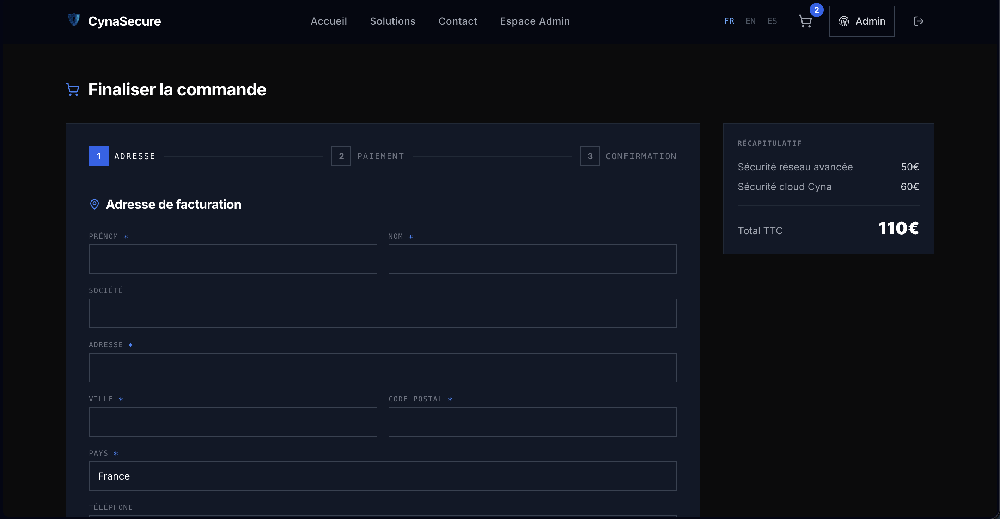 CynaSecure
Accueil Solutions Contact Espace Admin
FR EN ES 2 Admin
Finaliser la commande
1 ADRESSE 2 PAIEMENT 3 CONFIRMATION
Adresse de facturation
PRÉNOM * NOM *
SOCIÉTÉ
ADRESSE *
VILLE * CODE POSTAL *
PAYS *
France
TÉLÉPHONE
RÉCAPITULATIF
Sécurité réseau avancée 50€
Sécurité cloud Cyna 60€
Total TTC 110€